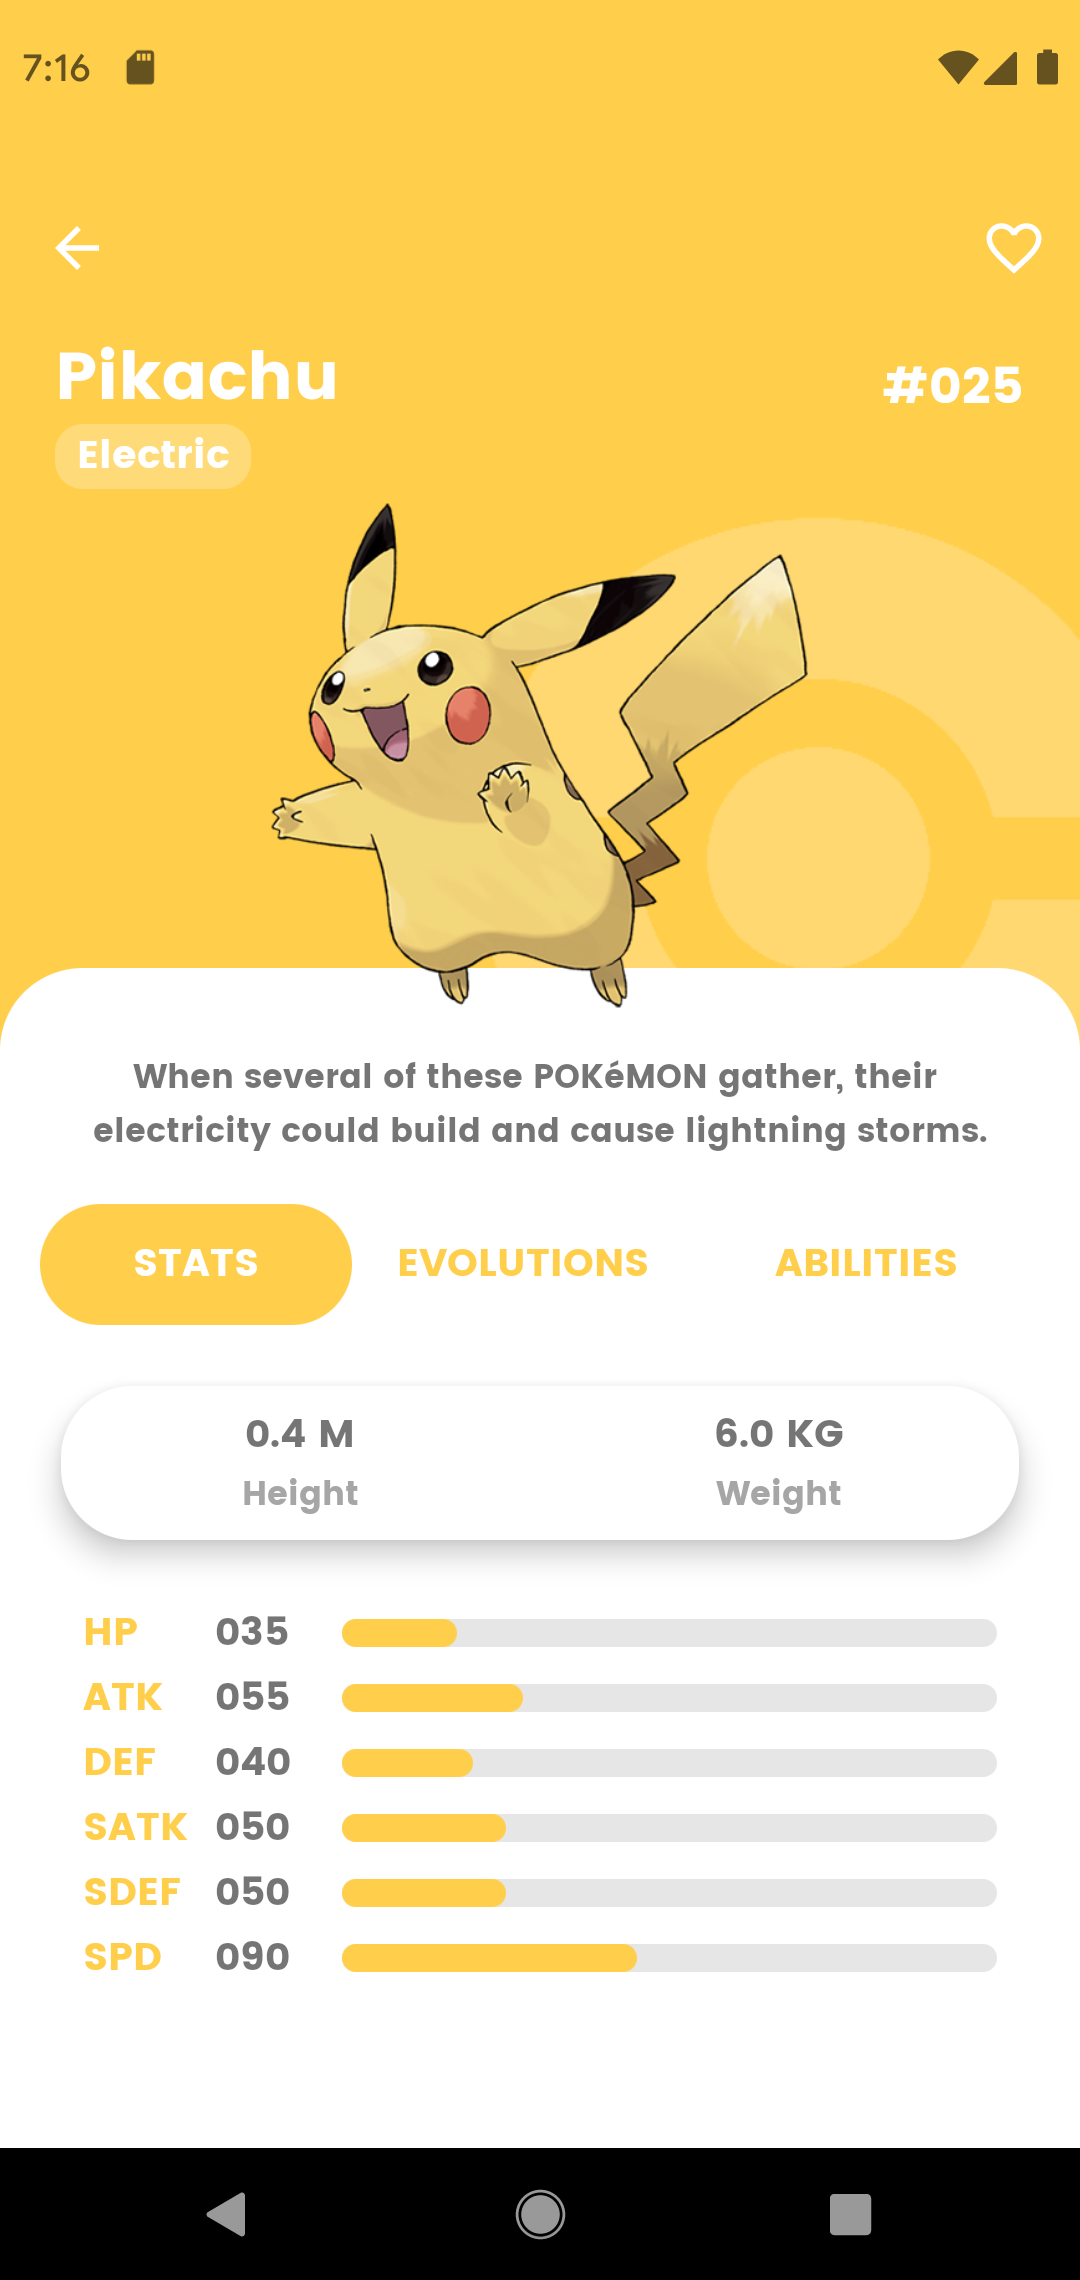 7:16
Pikachu
#025
Electric
When several of these POKéMON gather, their
electricity could build and cause lightning storms.
STATS EVOLUTIONS ABILITIES
0.4 M 6.0 KG
Height Weight
HP 035
ATK 055
DEF 040
SATK 050
SDEF 050
SPD 090